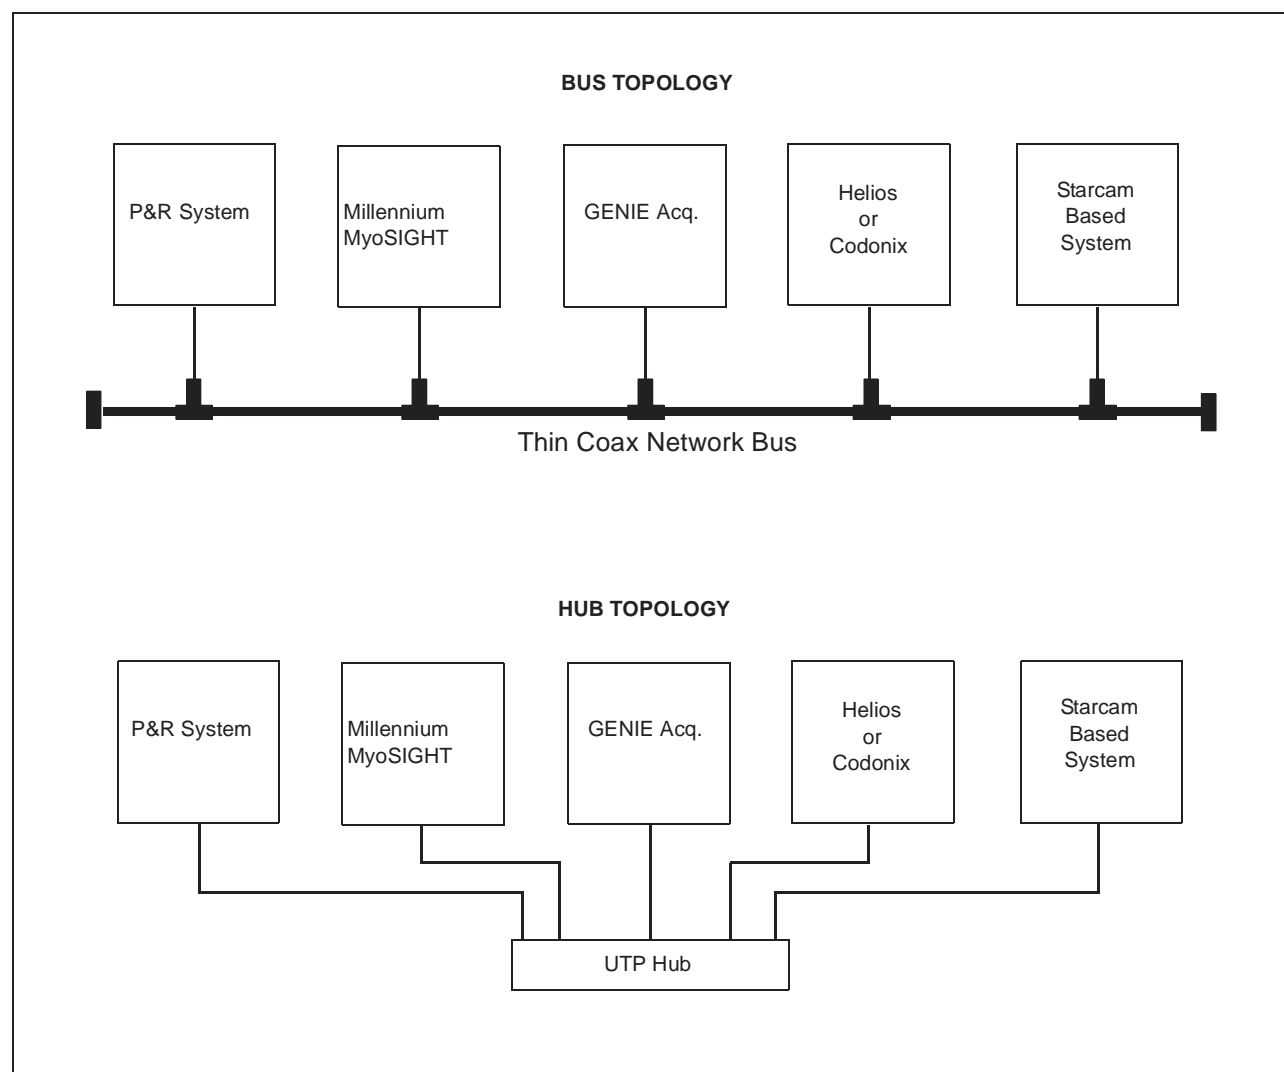 BUS TOPOLOGY
P&R System
Millennium
MyoSIGHT
GENIE Acq.
Helios
or
Codonix
Starcam
Based
System
Thin Coax Network Bus
HUB TOPOLOGY
P&R System
Millennium
MyoSIGHT
GENIE Acq.
Helios
or
Codonix
Starcam
Based
System
UTP Hub